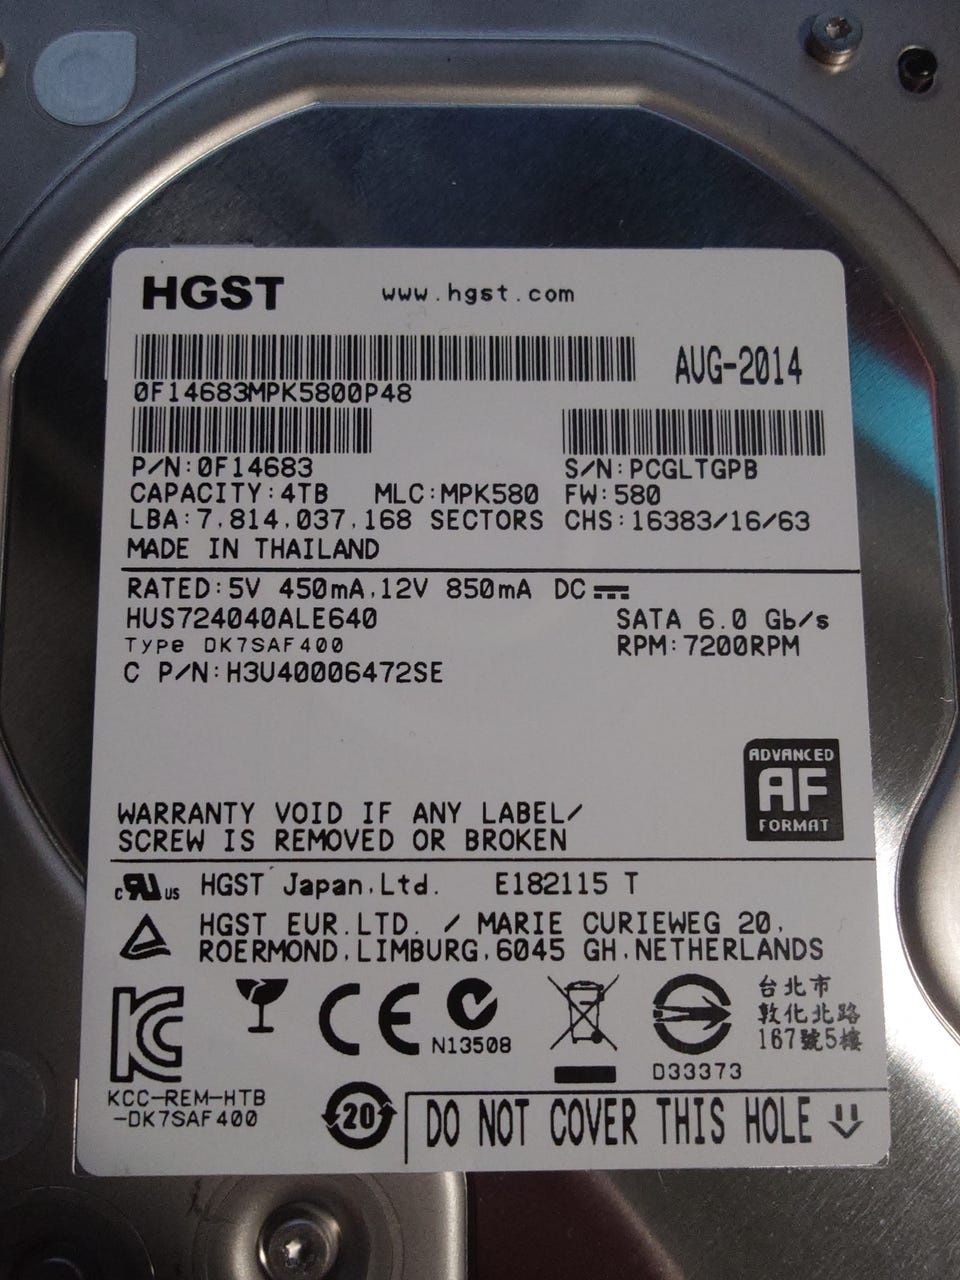 HGST www.hgst.com
AUG-2014
0F14683MPK5800P48
P/N:0F14683 S/N:PCGLTGPB
CAPACITY:4TB MLC:MPK580 FW:580
LBA:7,814,037,168 SECTORS CHS:16383/16/63
MADE IN THAILAND
RATED:5V 450mA,12V 850mA DC
HUS724040ALE640 SATA 6.0 Gb/s
Type DK7SAF400 RPM:7200RPM
C P/N:H3U40006472SE
ADVANCED
AF
FORMAT
WARRANTY VOID IF ANY LABEL/
SCREW IS REMOVED OR BROKEN
c RU US HGST Japan,Ltd. E182115 T
HGST EUR.LTD. / MARIE CURIEWEG 20,
ROERMOND,LIMBURG,6045 GH,NETHERLANDS
KC CE N13508 D33373
台北市
敦化北路
167號5樓
KCC-REM-HTB
-DK7SAF400
20
DO NOT COVER THIS HOLE